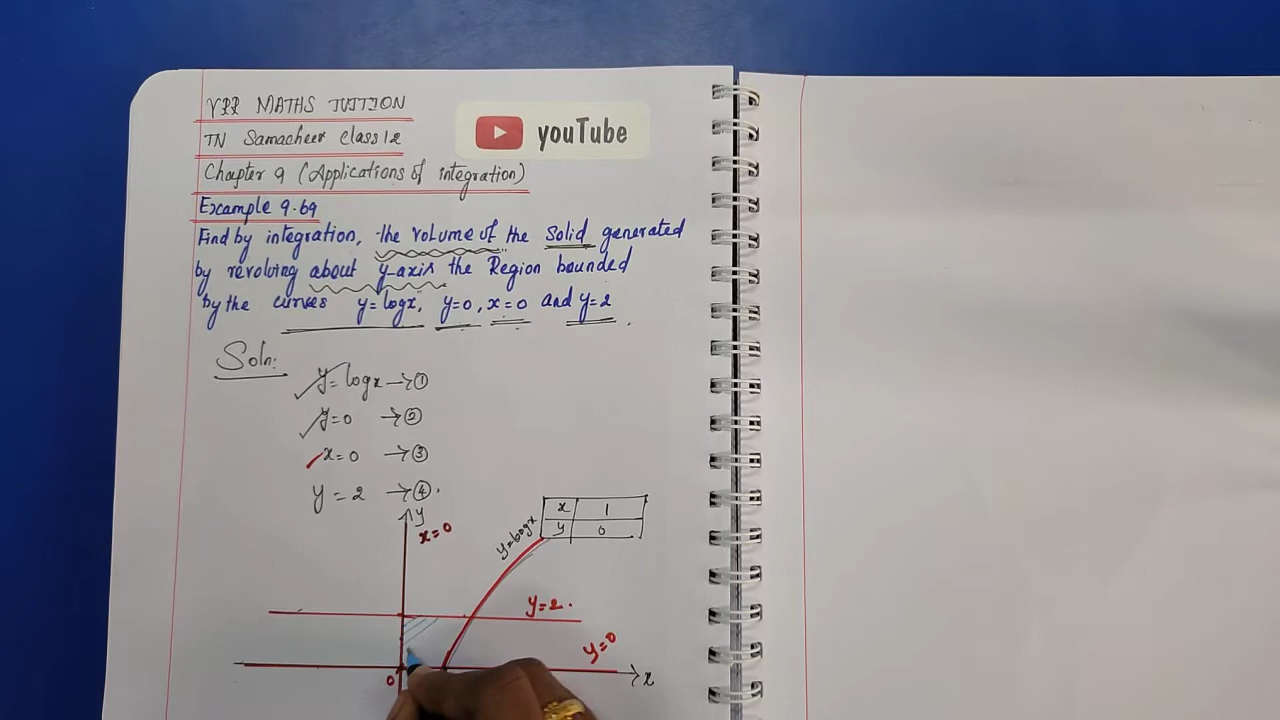 VRR MATHS TUITION
youTube
TN Samacheer Class 12
Chapter 9 (Applications of integration)
Example 9.69
Find by integration, the volume of the Solid generated
by revolving about y-axis the Region bounded
by the curves y=logx, y=0, x=0 and y=2.
Soln:
y=logx →①
y=0 →②
x=0 →③
y=2 →④.
y
x=0
y=logx
x 1
y 0
y=2.
y=0
0
x